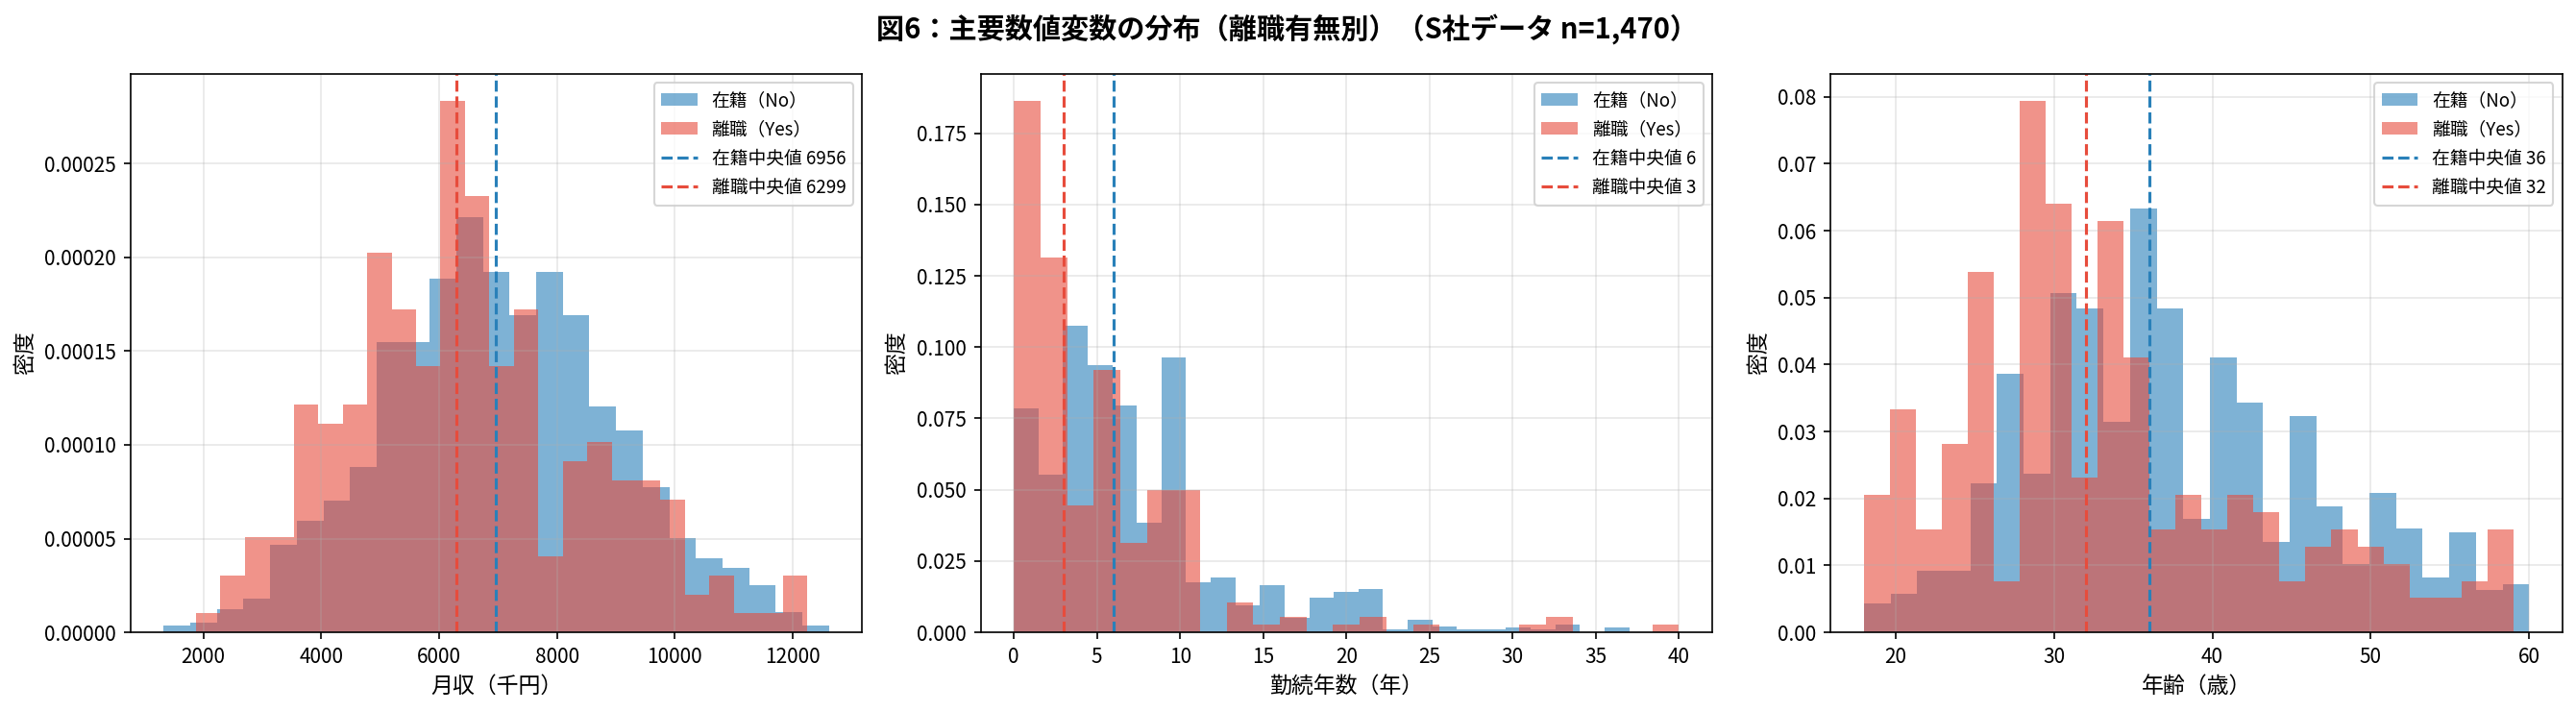 図6：主要数値変数の分布（離職有無別）（S社データ n=1,470）
密度
0.00025
0.00020
0.00015
0.00010
0.00005
0.00000
2000 4000 6000 8000 10000 12000
月収（千円）
在籍（No）
離職（Yes）
在籍中央値 6956
離職中央値 6299
密度
0.175
0.150
0.125
0.100
0.075
0.050
0.025
0.000
0 5 10 15 20 25 30 35 40
勤続年数（年）
在籍（No）
離職（Yes）
在籍中央値 6
離職中央値 3
密度
0.08
0.07
0.06
0.05
0.04
0.03
0.02
0.01
0.00
20 30 40 50 60
年齢（歳）
在籍（No）
離職（Yes）
在籍中央値 36
離職中央値 32